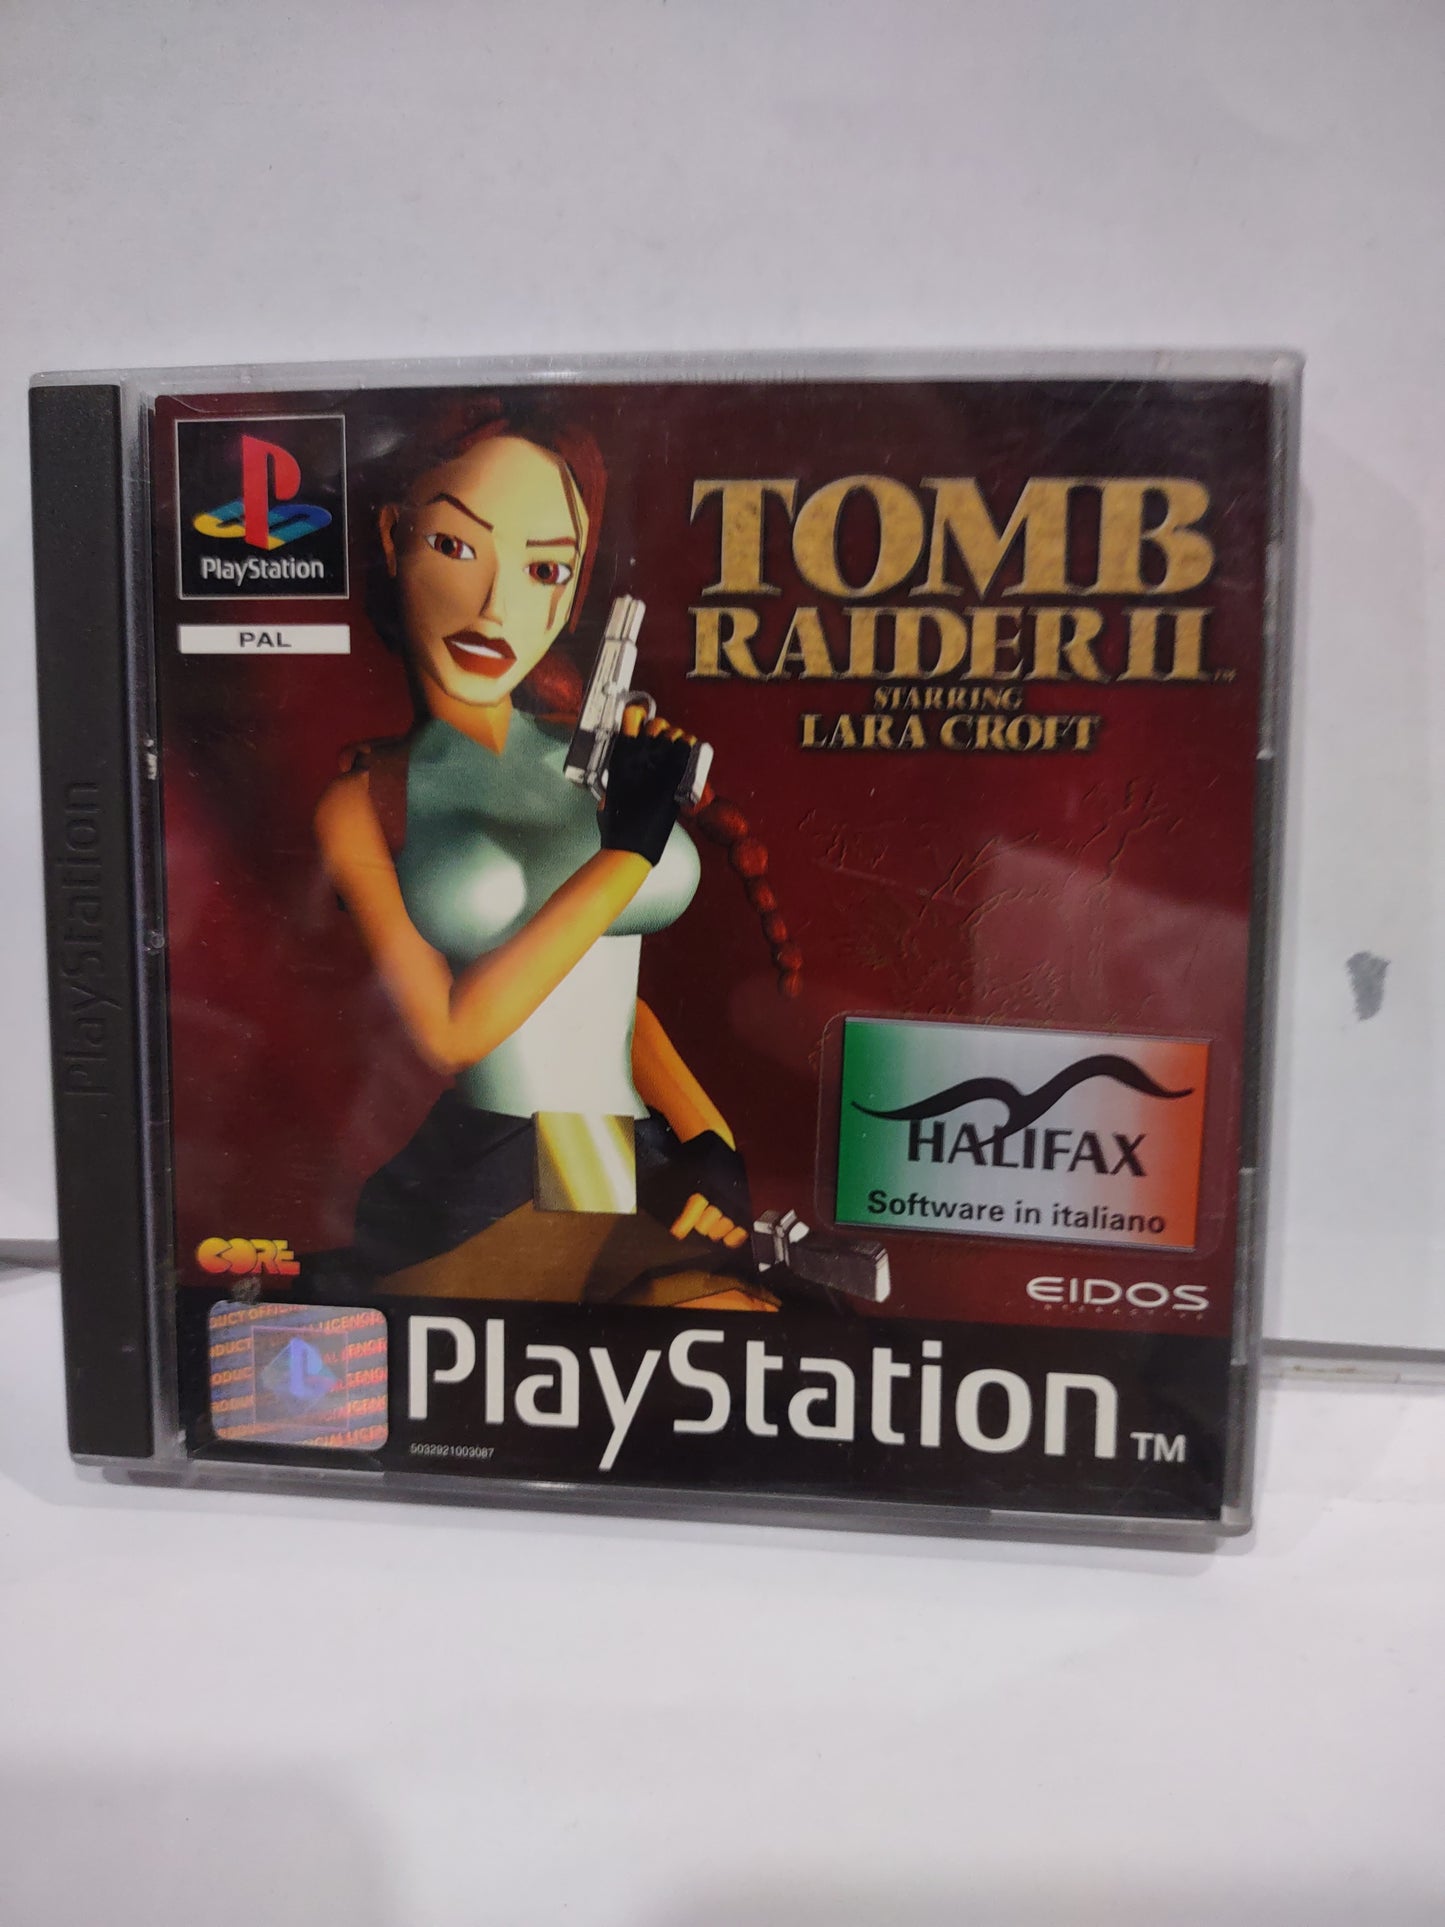 PlayStation
PlayStation
PAL
TOMB
RAIDER II
STARRING
LARA CROFT
HALIFAX
Software in italiano
CORE
EIDOS
PlayStation TM
5032921003087